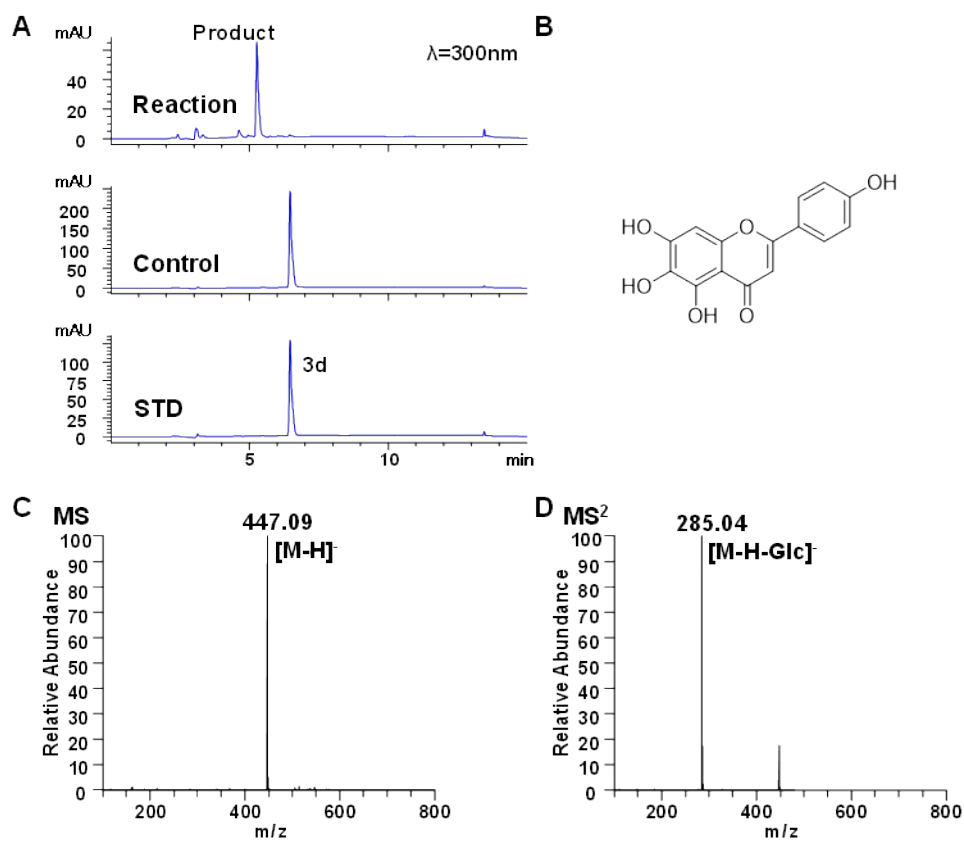 A
mAU
Product
λ=300nm
40
20
0
Reaction
mAU
200
150
100
50
0
Control
mAU
100
75
50
25
0
STD
3d
5
10
min
B
OH
HO
O
HO
OH
O
C
MS
447.09
[M-H]-
100
90
80
70
60
50
40
30
20
10
0
Relative Abundance
200
400
600
800
m/z
D
MS2
285.04
[M-H-Glc]-
100
90
80
70
60
50
40
30
20
10
0
Relative Abundance
200
400
600
800
m/z